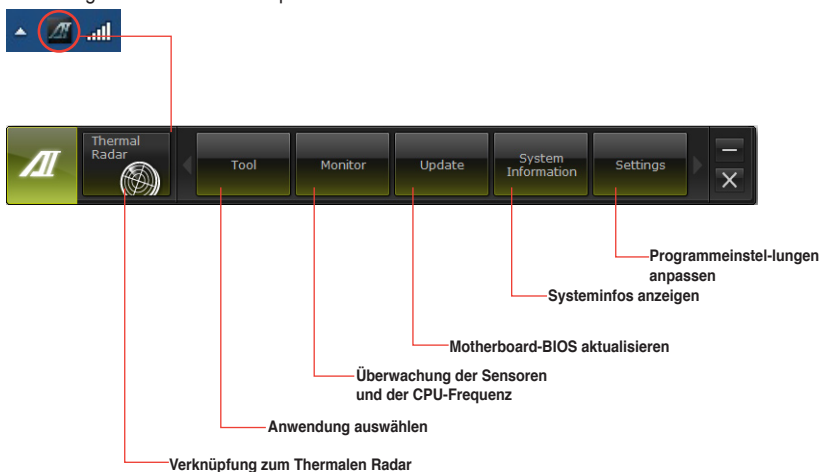 Thermal
Radar
Tool
Monitor
Update
System
Information
Settings
Programmeinstel-lungen
anpassen
Systeminfos anzeigen
Motherboard-BIOS aktualisieren
Überwachung der Sensoren
und der CPU-Frequenz
Anwendung auswählen
Verknüpfung zum Thermalen Radar